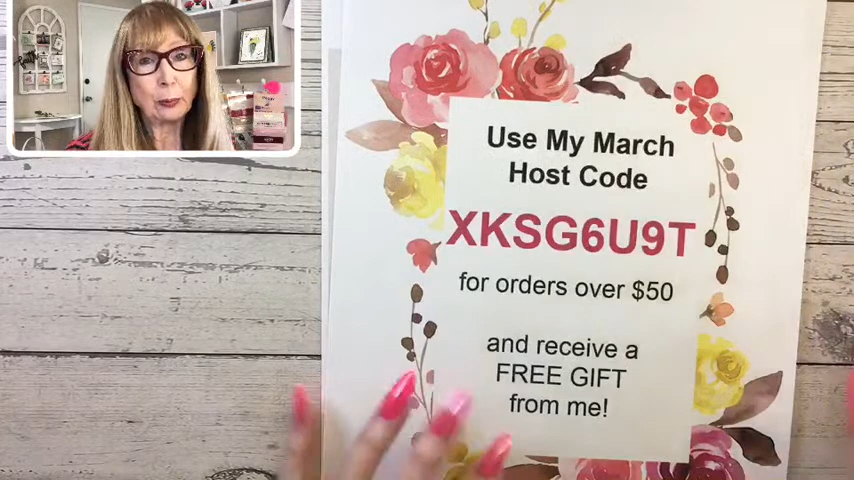 Use My March
Host Code
XKSG6U9T
for orders over $50
and receive a
FREE GIFT
from me!